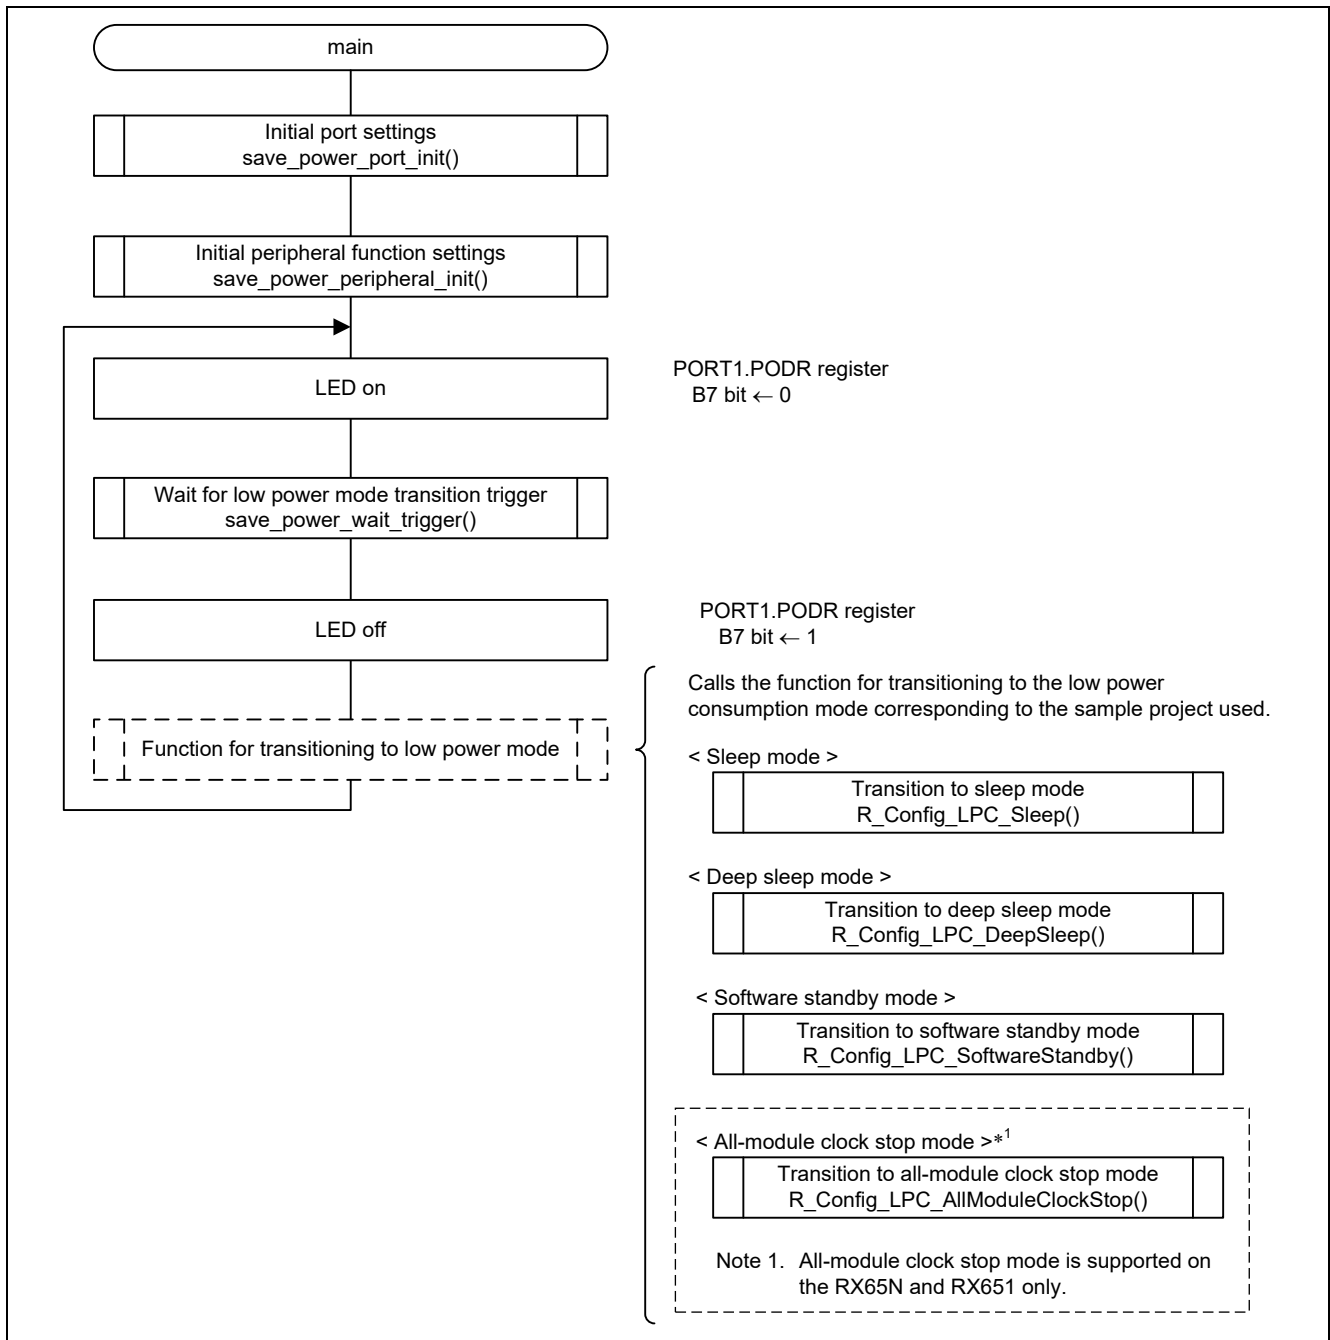 main
Initial port settings
save_power_port_init()
Initial peripheral function settings
save_power_peripheral_init()
LED on
PORT1.PODR register
B7 bit ← 0
Wait for low power mode transition trigger
save_power_wait_trigger()
LED off
PORT1.PODR register
B7 bit ← 1
Function for transitioning to low power mode
Calls the function for transitioning to the low power
consumption mode corresponding to the sample project used.
< Sleep mode >
Transition to sleep mode
R_Config_LPC_Sleep()
< Deep sleep mode >
Transition to deep sleep mode
R_Config_LPC_DeepSleep()
< Software standby mode >
Transition to software standby mode
R_Config_LPC_SoftwareStandby()
< All-module clock stop mode >*1
Transition to all-module clock stop mode
R_Config_LPC_AllModuleClockStop()
Note 1. All-module clock stop mode is supported on
the RX65N and RX651 only.